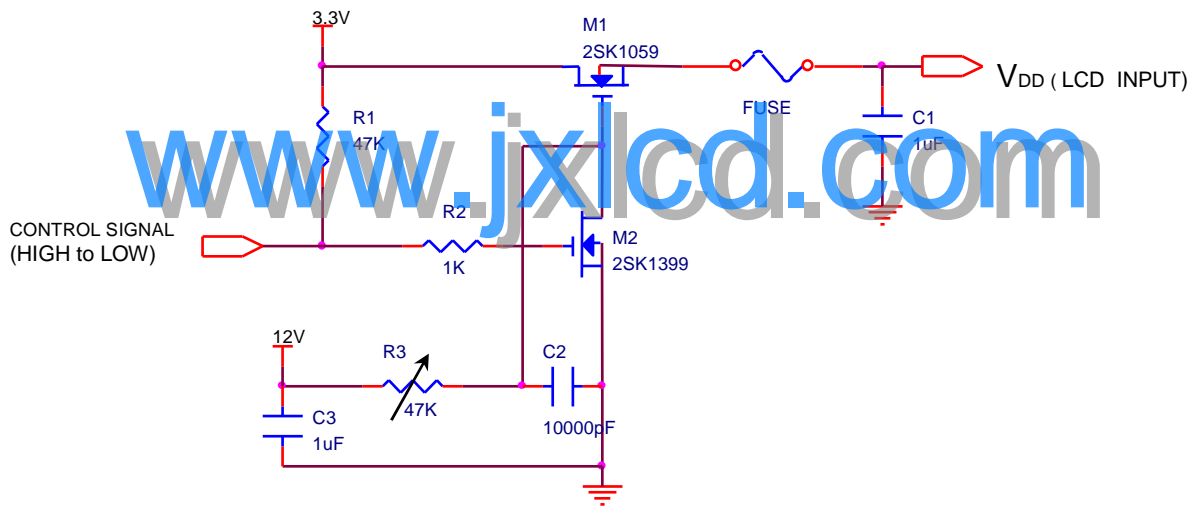 3.3V
M1
2SK1059
VDD ( LCD INPUT)
FUSE
R1
47K
C1
1uF
www.jxlcd.com
R2
1K
CONTROL SIGNAL
(HIGH to LOW)
M2
2SK1399
12V
R3
47K
C2
10000pF
C3
1uF